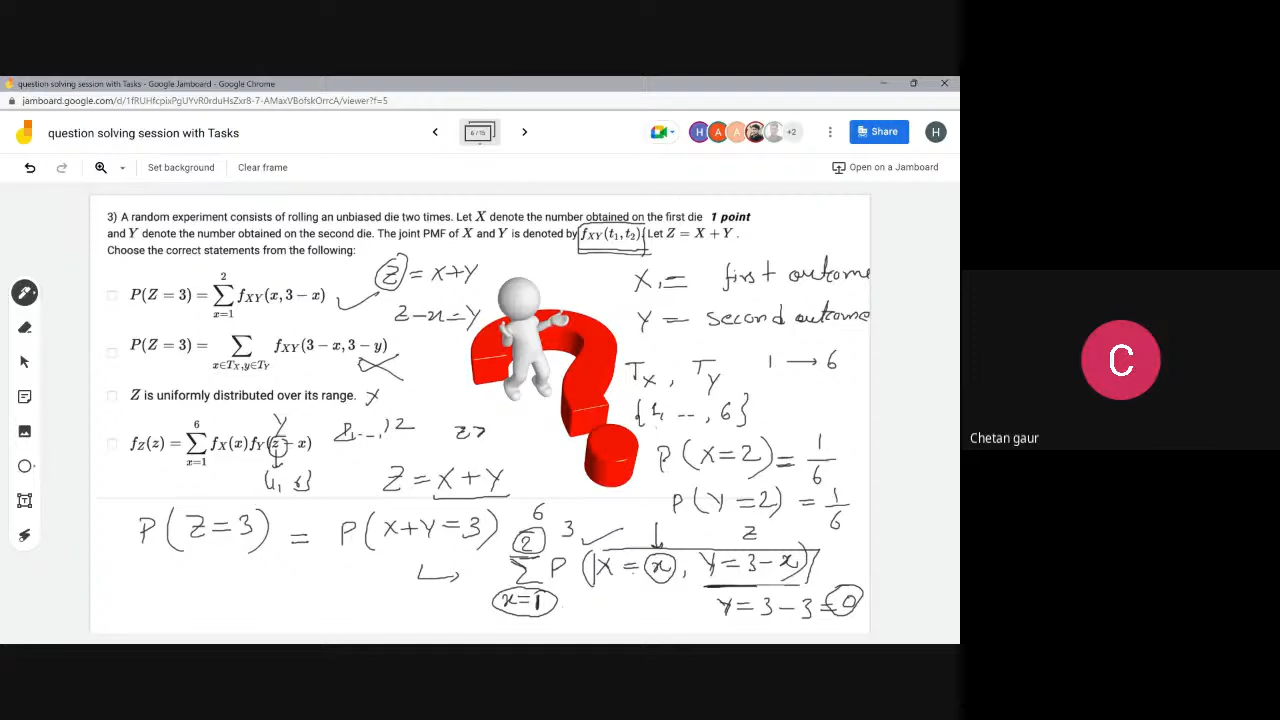 question solving session with Tasks - Google Jamboard - Google Chrome
jamboard.google.com/d/1fRUHfcpixPgUYvR0rduHsZxr8-7-AMaxVBofskOrrcA/viewer?f=5
question solving session with Tasks
6 / 15
H A A +2
Share
H
Set background
Clear frame
Open on a Jamboard
3) A random experiment consists of rolling an unbiased die two times. Let X denote the number obtained on the first die 1 point
and Y denote the number obtained on the second die. The joint PMF of X and Y is denoted by f_XY(t₁, t₂). Let Z = X + Y .
Choose the correct statements from the following:
Z = X+Y
X, = first outcome
P(Z = 3) = ∑_{x=1}^{2} f_XY(x, 3 − x)
z-x=Y
Y = second outcome
P(Z = 3) = ∑_{x∈T_X, y∈T_Y} f_XY(3 − x, 3 − y)
T_X , T_Y 1 → 6
Z is uniformly distributed over its range. x
{1, --, 6}
Y
f_Z(z) = ∑_{x=1}^{6} f_X(x)f_Y(z − x)
P(X=2) = 1/6
Z = X+Y
P(Y=2) = 1/6
P(Z=3) = P(X+Y=3)
6
2 3
z
∑ P(X = x, Y = 3-x)
x=1
Y = 3-3 = 0
C
Chetan gaur